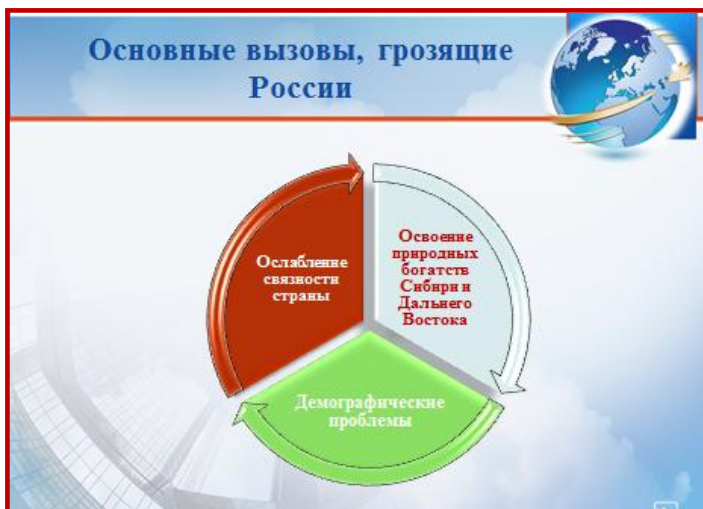 Основные вызовы, грозящие
России
Ослабление
связности
страны
Освоение
природных
богатств
Сибири и
Дальнего
Востока
Демографические
проблемы